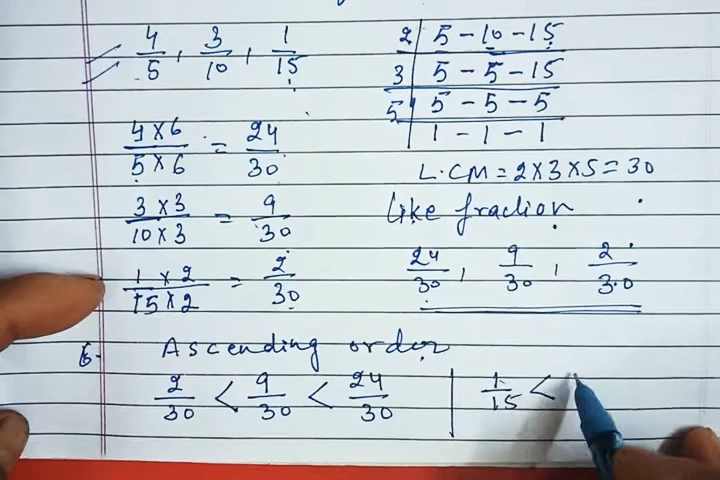 4/5, 3/10, 1/15
2 | 5 - 10 - 15
3 | 5 - 5 - 15
5 | 5 - 5 - 5
1 - 1 - 1
L.CM = 2 x 3 x 5 = 30
4 x 6 / 5 x 6 = 24/30
3 x 3 / 10 x 3 = 9/30
1 x 2 / 15 x 2 = 2/30
Like fraction
24/30, 9/30, 2/30
6. Ascending order
2/30 < 9/30 < 24/30 | 1/15 <